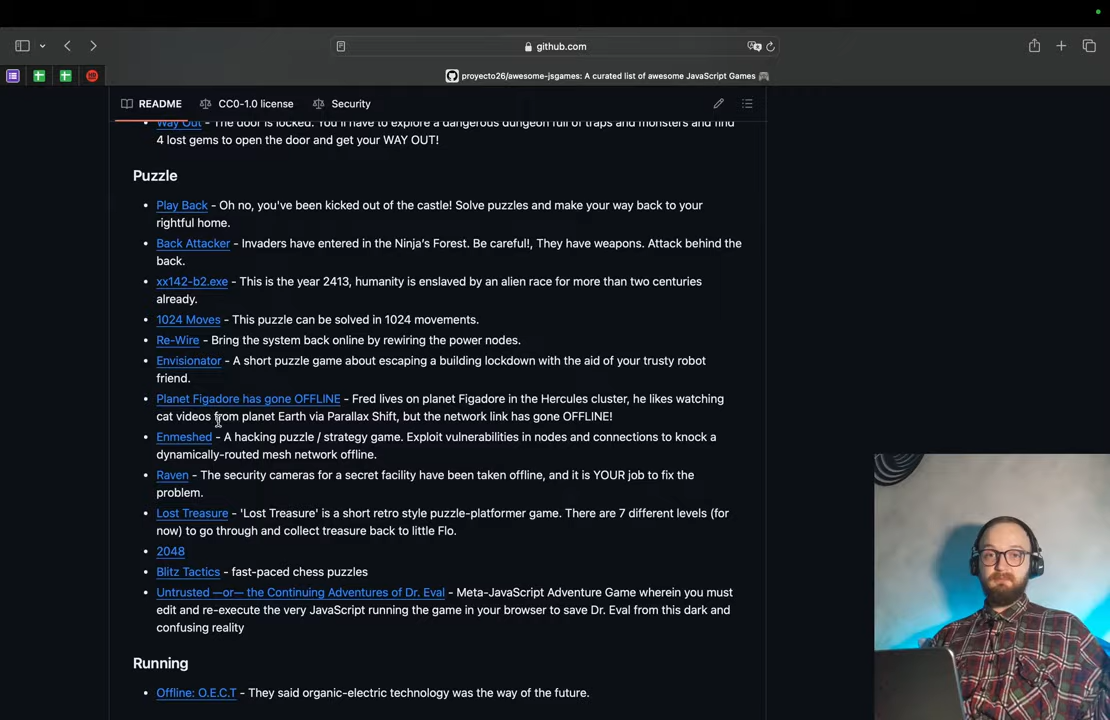 github.com
proyecto26/awesome-jsgames: A curated list of awesome JavaScript Games 🎮
README
CC0-1.0 license
Security
Way Out - The door is locked. You'll have to explore a dangerous dungeon full of traps and monsters and find
4 lost gems to open the door and get your WAY OUT!
Puzzle
Play Back - Oh no, you've been kicked out of the castle! Solve puzzles and make your way back to your
rightful home.
Back Attacker - Invaders have entered in the Ninja's Forest. Be careful!, They have weapons. Attack behind the
back.
xx142-b2.exe - This is the year 2413, humanity is enslaved by an alien race for more than two centuries
already.
1024 Moves - This puzzle can be solved in 1024 movements.
Re-Wire - Bring the system back online by rewiring the power nodes.
Envisionator - A short puzzle game about escaping a building lockdown with the aid of your trusty robot
friend.
Planet Figadore has gone OFFLINE - Fred lives on planet Figadore in the Hercules cluster, he likes watching
cat videos from planet Earth via Parallax Shift, but the network link has gone OFFLINE!
Enmeshed - A hacking puzzle / strategy game. Exploit vulnerabilities in nodes and connections to knock a
dynamically-routed mesh network offline.
Raven - The security cameras for a secret facility have been taken offline, and it is YOUR job to fix the
problem.
Lost Treasure - 'Lost Treasure' is a short retro style puzzle-platformer game. There are 7 different levels (for
now) to go through and collect treasure back to little Flo.
2048
Blitz Tactics - fast-paced chess puzzles
Untrusted —or— the Continuing Adventures of Dr. Eval - Meta-JavaScript Adventure Game wherein you must
edit and re-execute the very JavaScript running the game in your browser to save Dr. Eval from this dark and
confusing reality
Running
Offline: O.E.C.T - They said organic-electric technology was the way of the future.